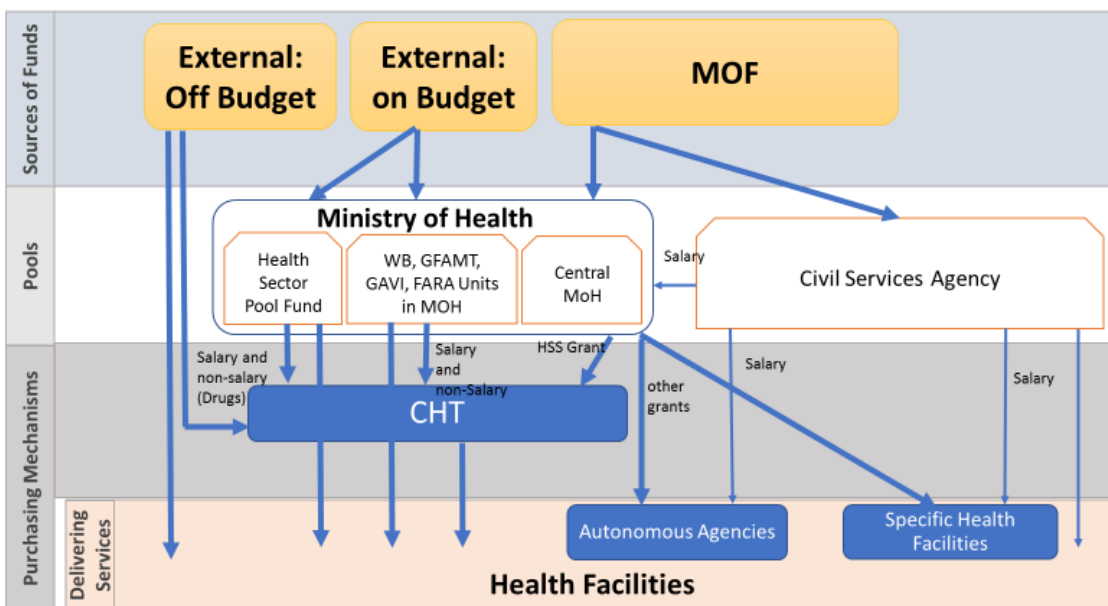 Sources of Funds
External:
Off Budget
External:
on Budget
MOF
Pools
Ministry of Health
Health
Sector
Pool Fund
WB, GFAMT,
GAVI, FARA Units
in MOH
Central
MoH
Salary
Civil Services Agency
Purchasing Mechanisms
Salary and
non-salary
(Drugs)
Salary
and
non-Salary
HSS Grant
other
grants
Salary
Salary
CHT
Delivering
Services
Autonomous Agencies
Specific Health
Facilities
Health Facilities